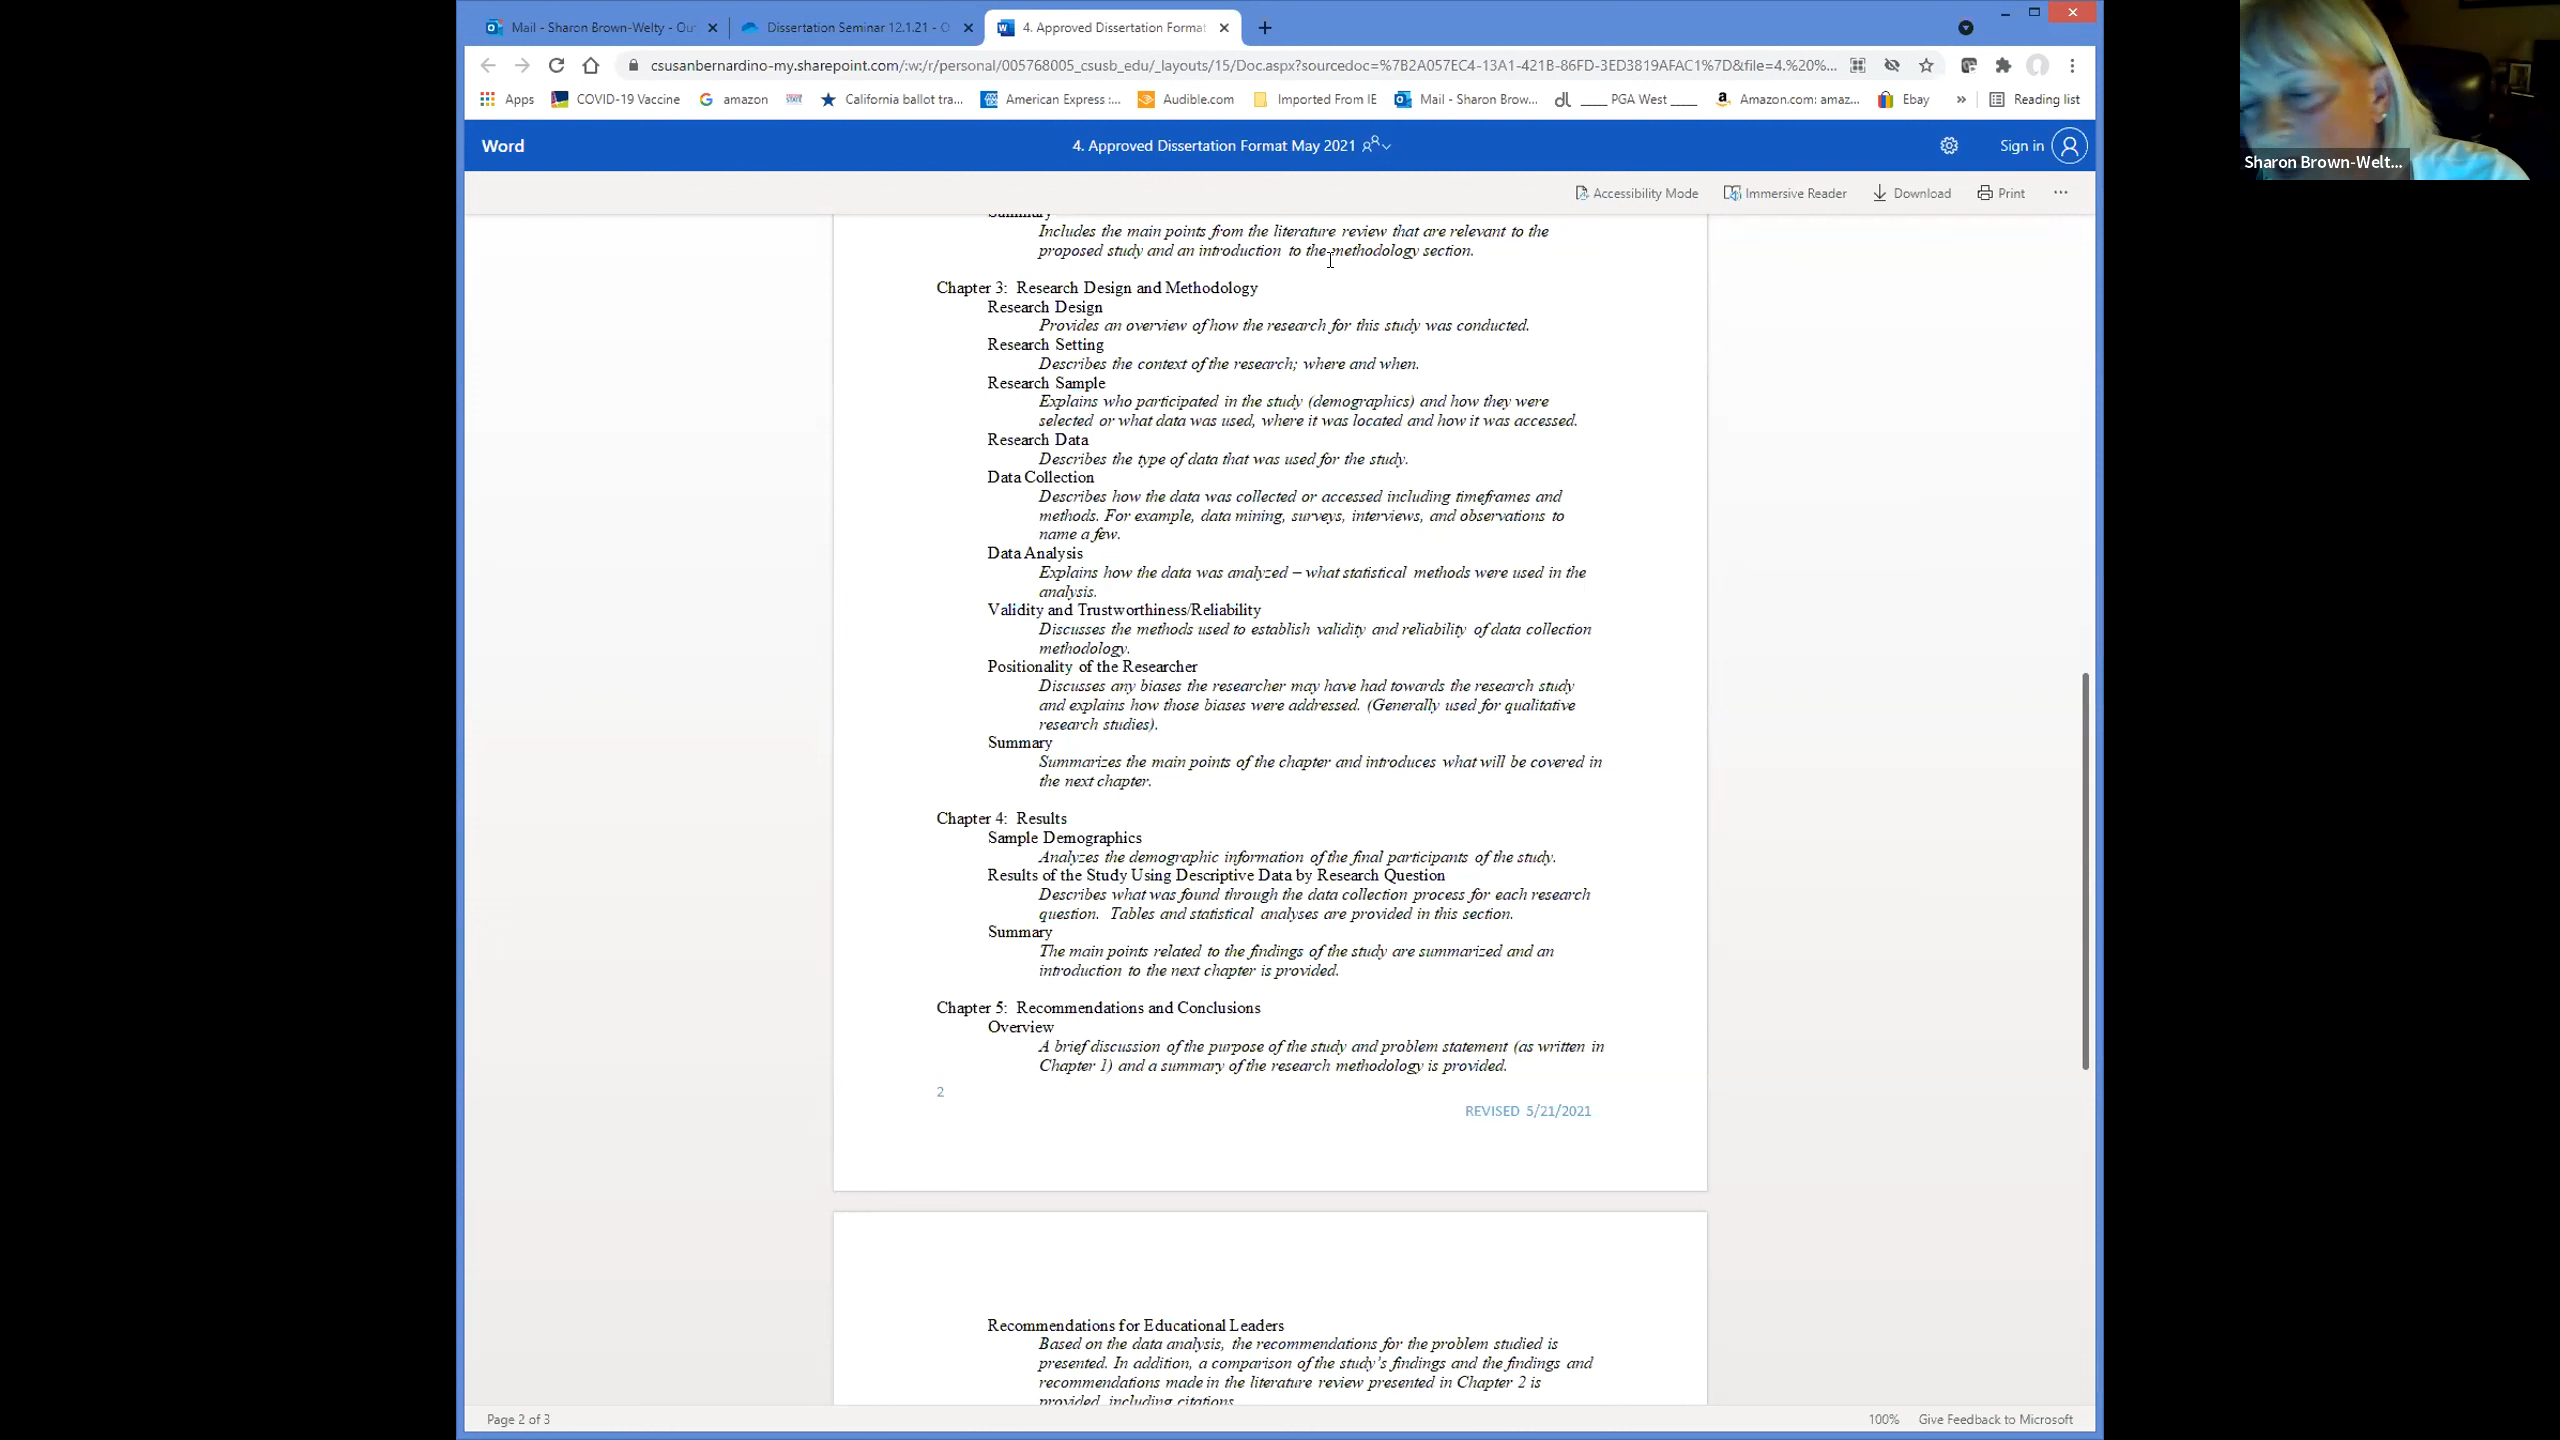 Mail - Sharon Brown-Welty - Ou
Dissertation Seminar 12.1.21 - O
4. Approved Dissertation Format
csusanbernardino-my.sharepoint.com/:w:/r/personal/005768005_csusb_edu/_layouts/15/Doc.aspx?sourcedoc=%7B2A057EC4-13A1-421B-86FD-3ED3819AFAC1%7D&file=4.%20%...
Apps COVID-19 Vaccine amazon California ballot tra... American Express :... Audible.com Imported From IE Mail - Sharon Brow... ____ PGA West ____ Amazon.com: amaz... Ebay » Reading list
Word
4. Approved Dissertation Format May 2021
Sign in
Accessibility Mode Immersive Reader Download Print ...
Summary
Includes the main points from the literature review that are relevant to the
proposed study and an introduction to the methodology section.
Chapter 3: Research Design and Methodology
Research Design
Provides an overview of how the research for this study was conducted.
Research Setting
Describes the context of the research; where and when.
Research Sample
Explains who participated in the study (demographics) and how they were
selected or what data was used, where it was located and how it was accessed.
Research Data
Describes the type of data that was used for the study.
Data Collection
Describes how the data was collected or accessed including timeframes and
methods. For example, data mining, surveys, interviews, and observations to
name a few.
Data Analysis
Explains how the data was analyzed – what statistical methods were used in the
analysis.
Validity and Trustworthiness/Reliability
Discusses the methods used to establish validity and reliability of data collection
methodology.
Positionality of the Researcher
Discusses any biases the researcher may have had towards the research study
and explains how those biases were addressed. (Generally used for qualitative
research studies).
Summary
Summarizes the main points of the chapter and introduces what will be covered in
the next chapter.
Chapter 4: Results
Sample Demographics
Analyzes the demographic information of the final participants of the study.
Results of the Study Using Descriptive Data by Research Question
Describes what was found through the data collection process for each research
question. Tables and statistical analyses are provided in this section.
Summary
The main points related to the findings of the study are summarized and an
introduction to the next chapter is provided.
Chapter 5: Recommendations and Conclusions
Overview
A brief discussion of the purpose of the study and problem statement (as written in
Chapter 1) and a summary of the research methodology is provided.
2
REVISED 5/21/2021
Recommendations for Educational Leaders
Based on the data analysis, the recommendations for the problem studied is
presented. In addition, a comparison of the study's findings and the findings and
recommendations made in the literature review presented in Chapter 2 is
provided, including citations.
Page 2 of 3
100% Give Feedback to Microsoft
Sharon Brown-Welt...